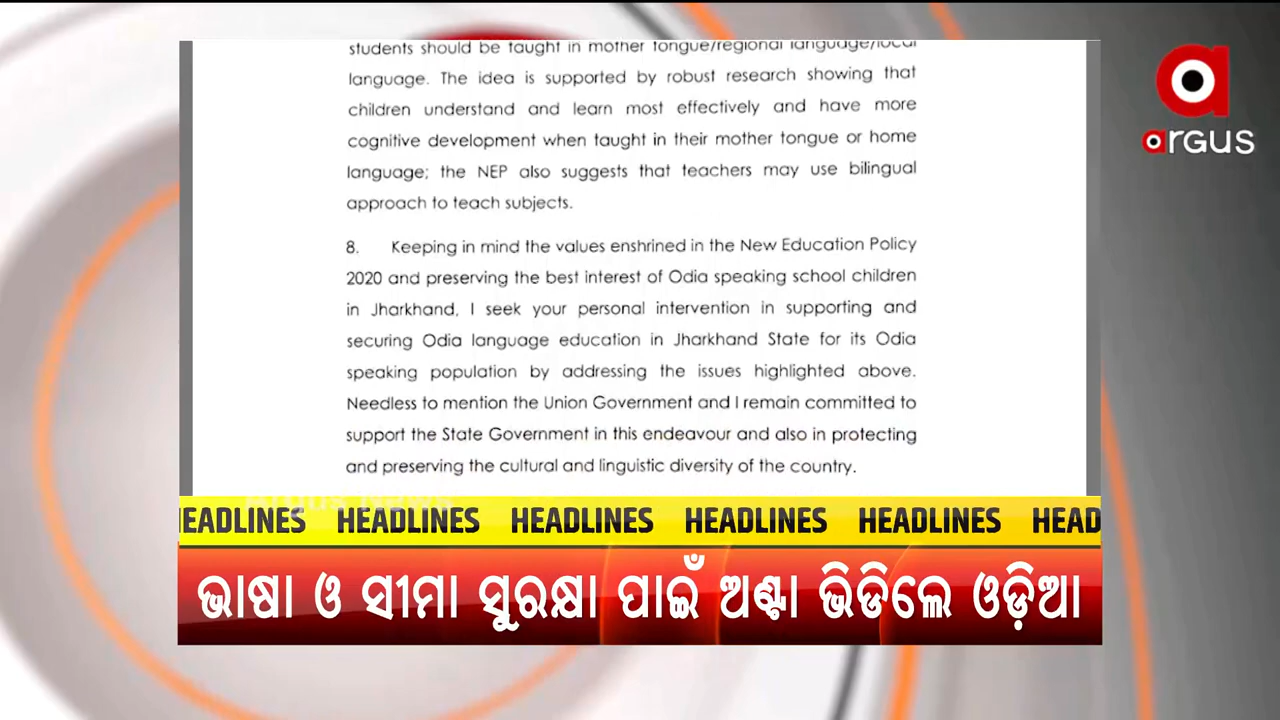 students should be taught in mother tongue/regional language/local
language. The idea is supported by robust research showing that
children understand and learn most effectively and have more
cognitive development when taught in their mother tongue or home
language; the NEP also suggests that teachers may use bilingual
approach to teach subjects.
8. Keeping in mind the values enshrined in the New Education Policy
2020 and preserving the best interest of Odia speaking school children
in Jharkhand, I seek your personal intervention in supporting and
securing Odia language education in Jharkhand State for its Odia
speaking population by addressing the issues highlighted above.
Needless to mention the Union Government and I remain committed to
support the State Government in this endeavour and also in protecting
and preserving the cultural and linguistic diversity of the country.
argus
Argus News
HEADLINES HEADLINES HEADLINES HEADLINES HEADLINES HEAD
ଭାଷା ଓ ସୀମା ସୁରକ୍ଷା ପାଇଁ ଅଣ୍ଟା ଭିଡିଲେ ଓଡ଼ିଆ